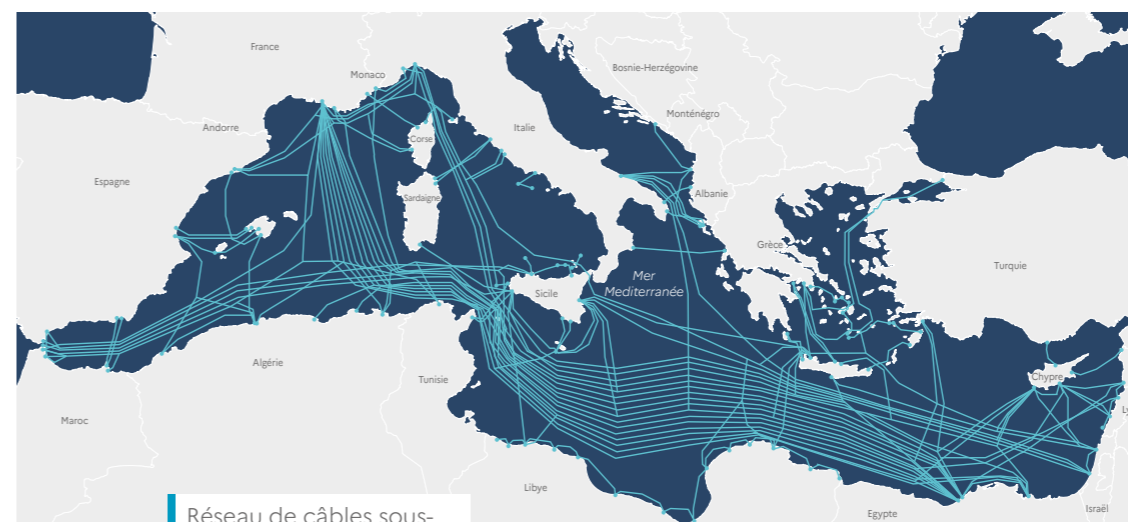 France
Monaco
Bosnie-Herzégovine
Monténégro
Andorre
Italie
Corse
Espagne
Albanie
Sardaigne
Grèce
Turquie
Mer
Mediterranée
Sicile
Algérie
Tunisie
Chypre
Maroc
Libye
Egypte
Israël
Réseau de câbles sous-